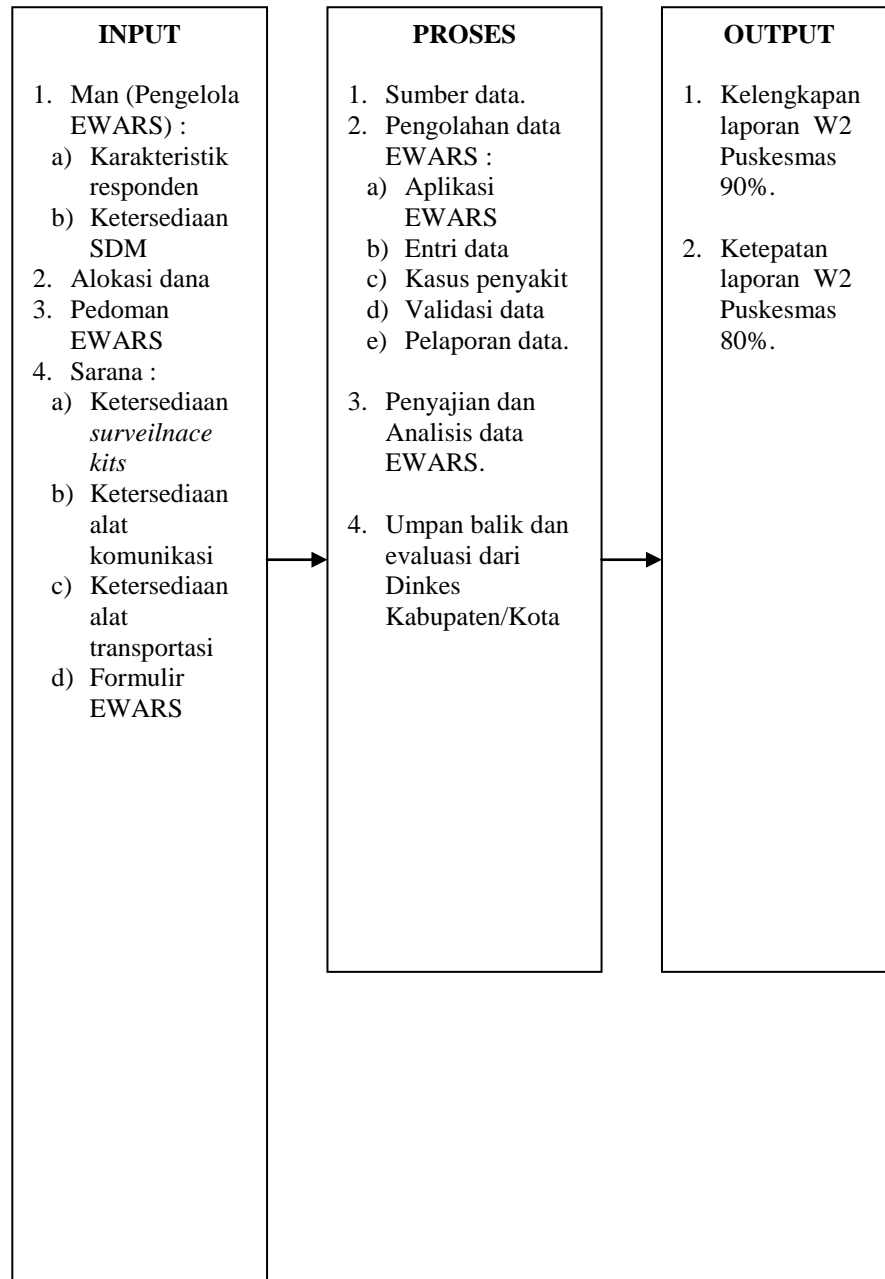 INPUT
1. Man (Pengelola
EWARS) :
a) Karakteristik
responden
b) Ketersediaan
SDM
2. Alokasi dana
3. Pedoman
EWARS
4. Sarana :
a) Ketersediaan
surveilnace
kits
b) Ketersediaan
alat
komunikasi
c) Ketersediaan
alat
transportasi
d) Formulir
EWARS
PROSES
1. Sumber data.
2. Pengolahan data
EWARS :
a) Aplikasi
EWARS
b) Entri data
c) Kasus penyakit
d) Validasi data
e) Pelaporan data.
3. Penyajian dan
Analisis data
EWARS.
4. Umpan balik dan
evaluasi dari
Dinkes
Kabupaten/Kota
OUTPUT
1. Kelengkapan
laporan W2
Puskesmas
90%.
2. Ketepatan
laporan W2
Puskesmas
80%.